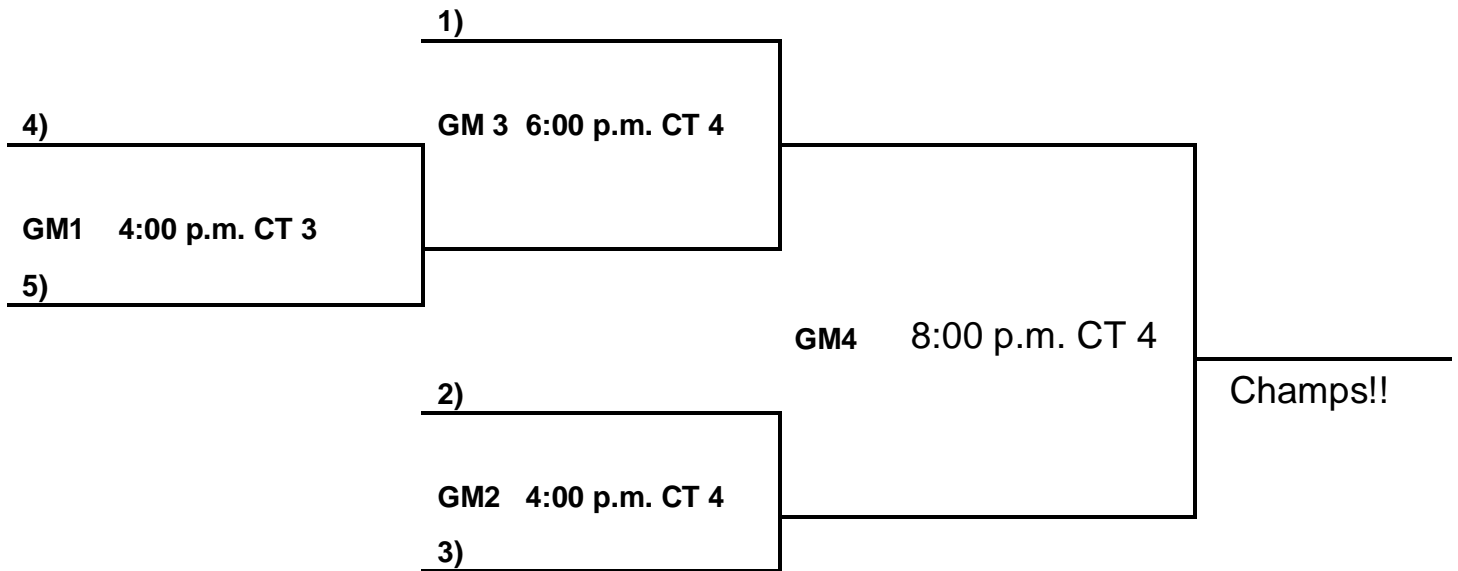 1)
4)
GM 3 6:00 p.m. CT 4
GM1 4:00 p.m. CT 3
5)
GM4 8:00 p.m. CT 4
2)
Champs!!
GM2 4:00 p.m. CT 4
3)